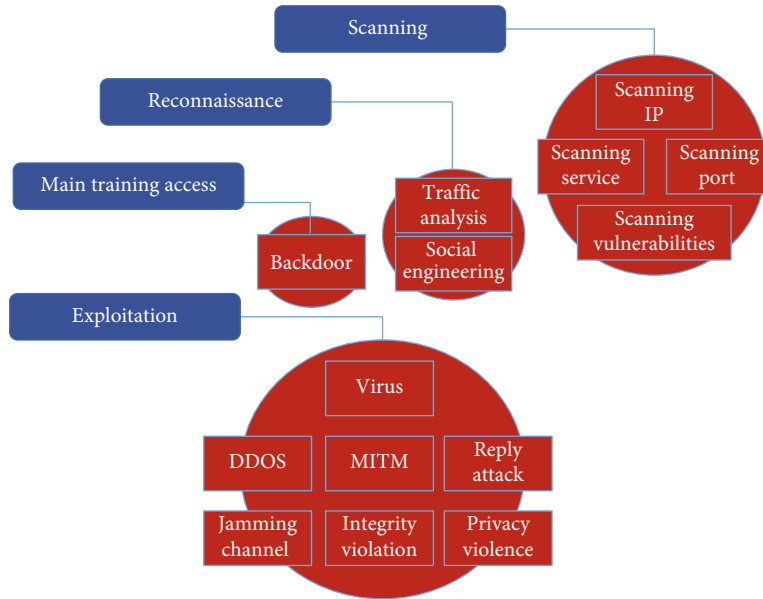 Scanning
Scanning
IP
Scanning
service
Scanning
port
Scanning
vulnerabilities
Reconnaissance
Traffic
analysis
Social
engineering
Main training access
Backdoor
Exploitation
Virus
DDOS
MITM
Reply
attack
Jamming
channel
Integrity
violation
Privacy
violence